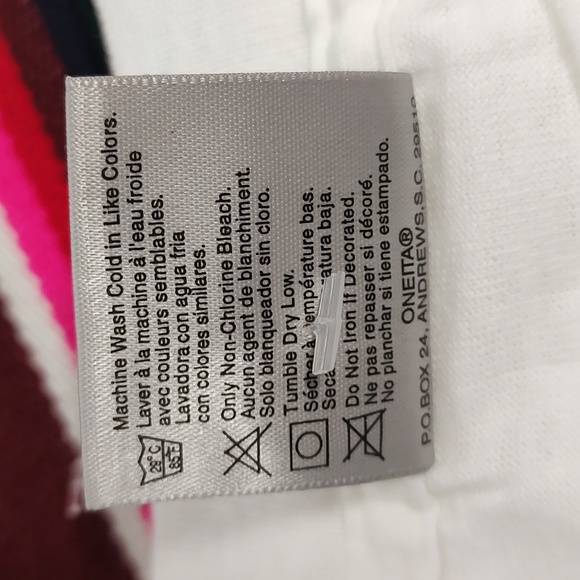 Machine Wash Cold in Like Colors.
Laver à la machine à l'eau froide
avec couleurs semblables.
Lavadora con agua fria
con colores similares.
29°C
85°F
Only Non-Chlorine Bleach.
Aucun agent de blanchiment.
Solo blanqueador sin cloro.
Tumble Dry Low.
température bas.
baja.
Do Not Iron If Decorated.
Ne pas repasser si décoré.
No planchar si tiene estampado.
ONEITA®
P.O.BOX 24, ANDREWS,S.C. 29510